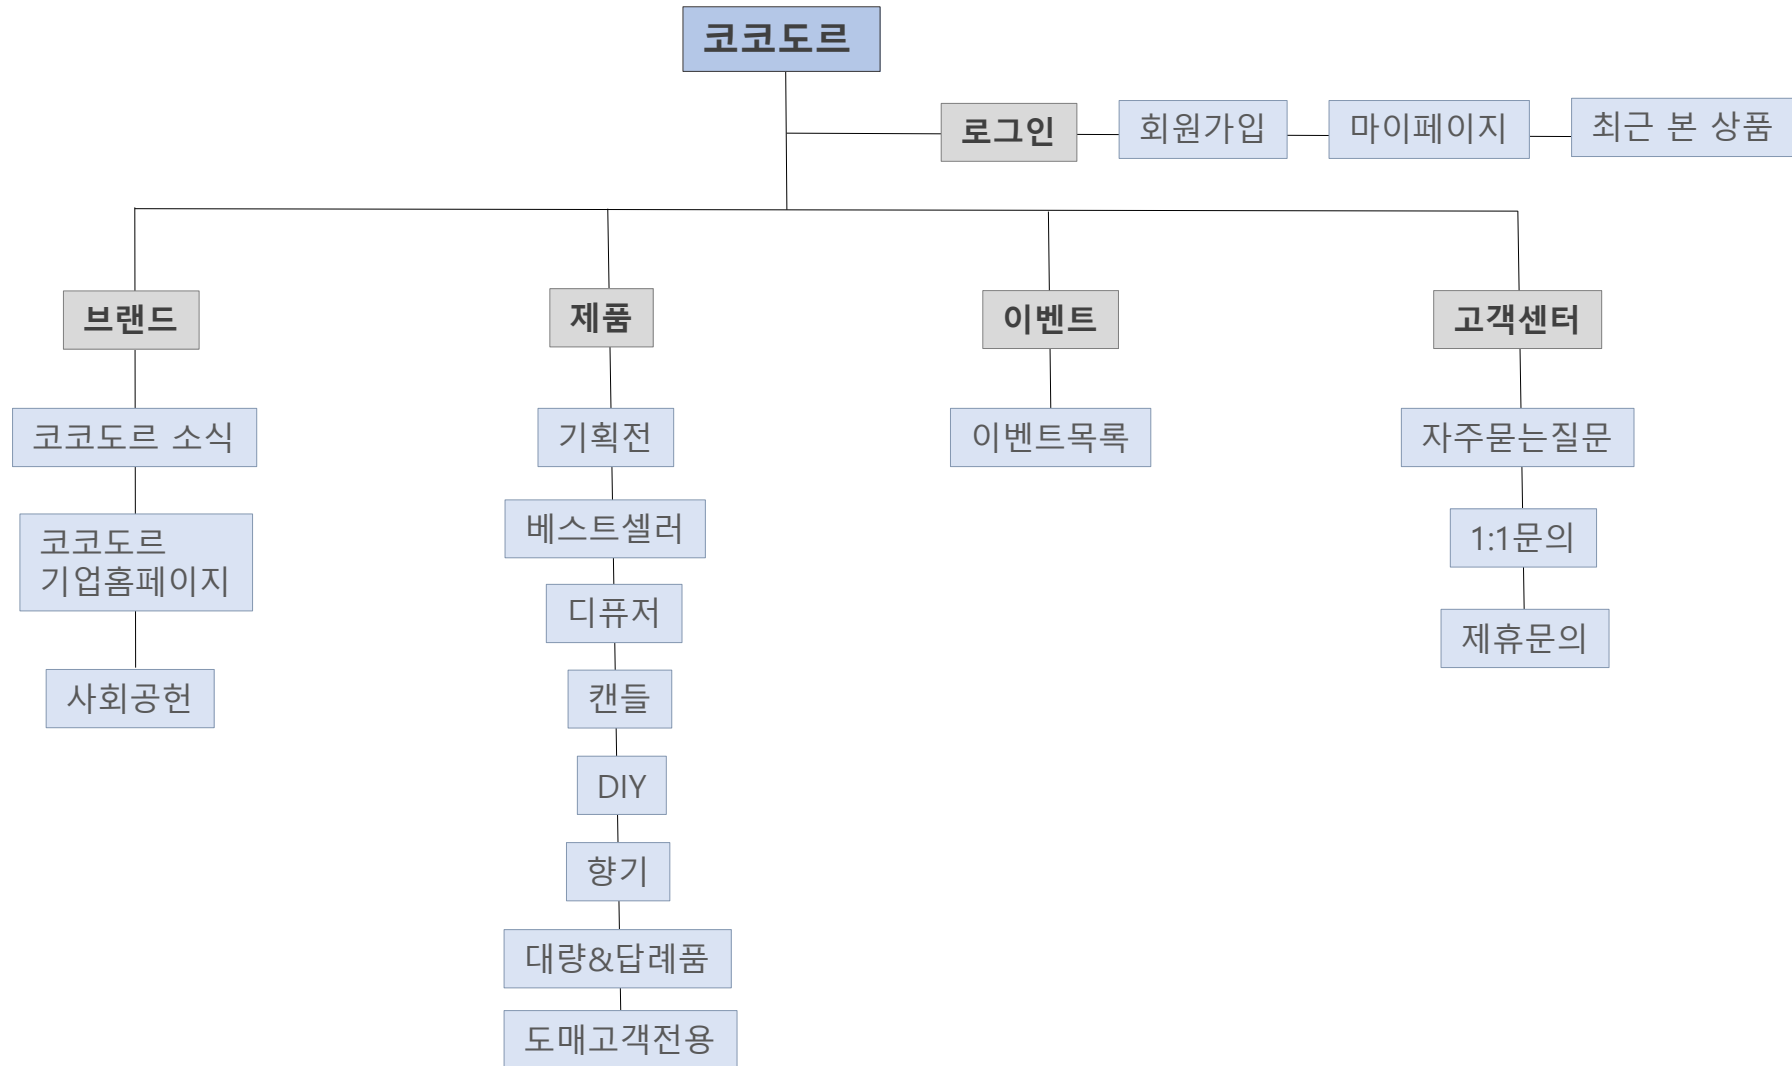 코코도르
로그인
회원가입
마이페이지
최근 본 상품
브랜드
제품
이벤트
고객센터
코코도르 소식
기획전
이벤트목록
자주묻는질문
베스트셀러
1:1문의
코코도르
기업홈페이지
디퓨저
제휴문의
사회공헌
캔들
DIY
향기
대량&답례품
도매고객전용